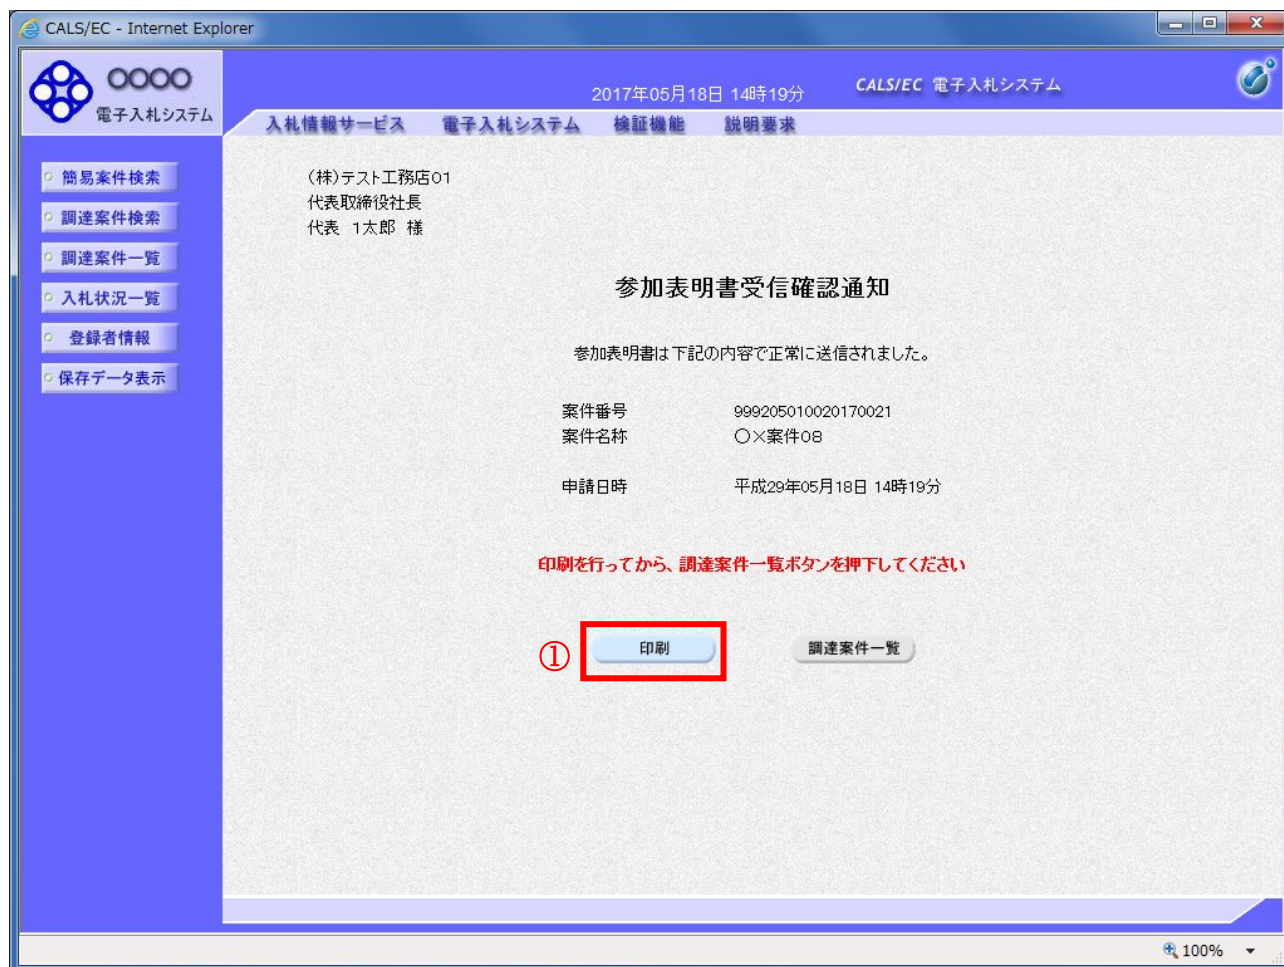 CALS/EC - Internet Explorer
○○○○
電子入札システム
2017年05月18日 14時19分
CALS/EC 電子入札システム
入札情報サービス 電子入札システム 検証機能 説明要求
簡易案件検索
調達案件検索
調達案件一覧
入札状況一覧
登録者情報
保存データ表示
(株)テスト工務店01
代表取締役社長
代表 1太郎 様
参加表明書受信確認通知
参加表明書は下記の内容で正常に送信されました。
案件番号 999205010020170021
案件名称 ○×案件08
申請日時 平成29年05月18日 14時19分
印刷を行ってから、調達案件一覧ボタンを押下してください
① 印刷 調達案件一覧
100%